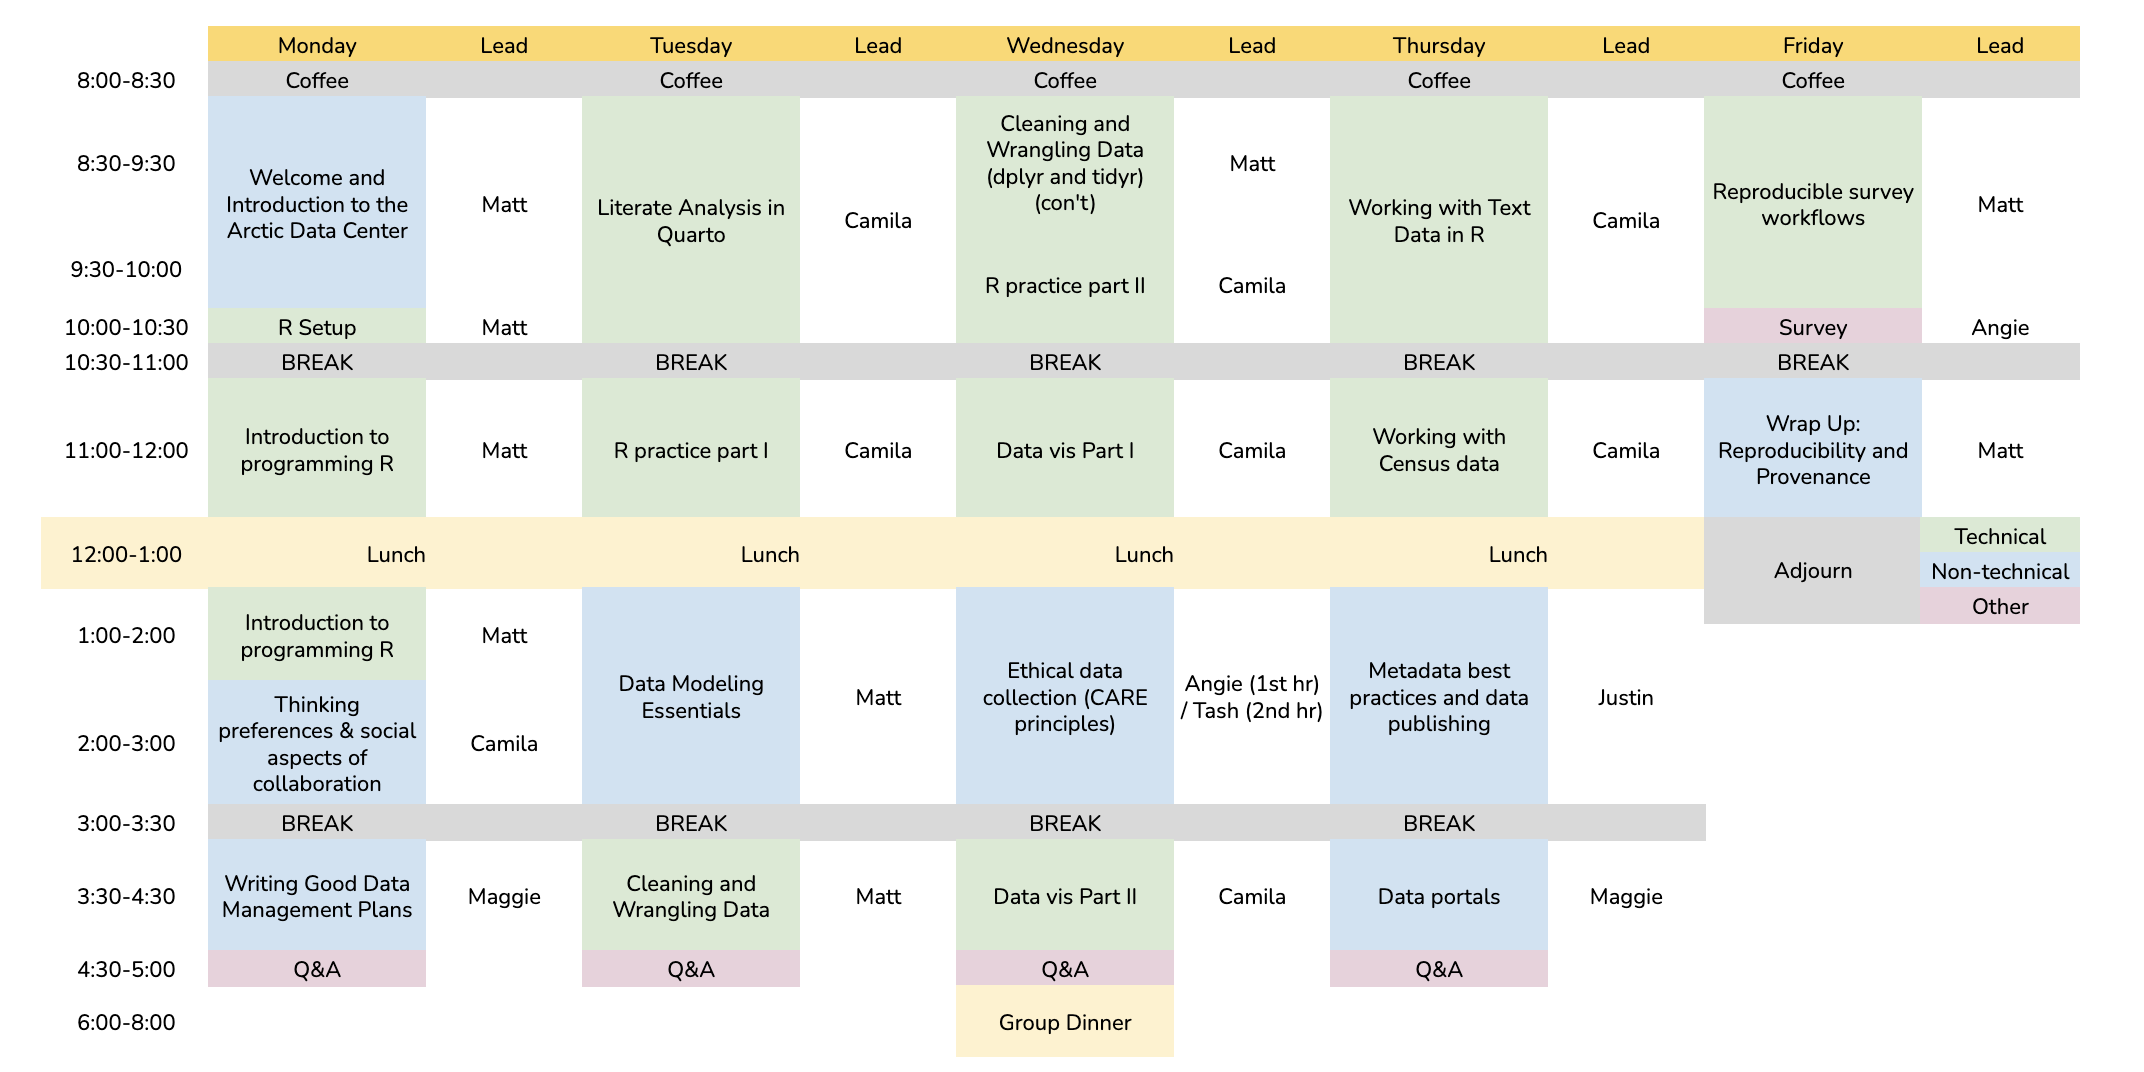 Monday Lead Tuesday Lead Wednesday Lead Thursday Lead Friday Lead
8:00-8:30 Coffee Coffee Coffee Coffee Coffee
8:30-9:30
9:30-10:00
Welcome and
Introduction to the
Arctic Data Center
Matt
Literate Analysis in
Quarto
Camila
Cleaning and
Wrangling Data
(dplyr and tidyr)
(con't)
Matt
R practice part II
Camila
Working with Text
Data in R
Camila
Reproducible survey
workflows
Matt
10:00-10:30 R Setup Matt Survey Angie
10:30-11:00 BREAK BREAK BREAK BREAK BREAK
11:00-12:00
Introduction to
programming R
Matt
R practice part I
Camila
Data vis Part I
Camila
Working with
Census data
Camila
Wrap Up:
Reproducibility and
Provenance
Matt
12:00-1:00 Lunch Lunch Lunch Lunch
Adjourn
Technical
Non-technical
Other
1:00-2:00
Introduction to
programming R
Matt
2:00-3:00
Thinking
preferences & social
aspects of
collaboration
Camila
Data Modeling
Essentials
Matt
Ethical data
collection (CARE
principles)
Angie (1st hr)
/ Tash (2nd hr)
Metadata best
practices and data
publishing
Justin
3:00-3:30 BREAK BREAK BREAK BREAK
3:30-4:30
Writing Good Data
Management Plans
Maggie
Cleaning and
Wrangling Data
Matt
Data vis Part II
Camila
Data portals
Maggie
4:30-5:00 Q&A Q&A Q&A Q&A
6:00-8:00 Group Dinner